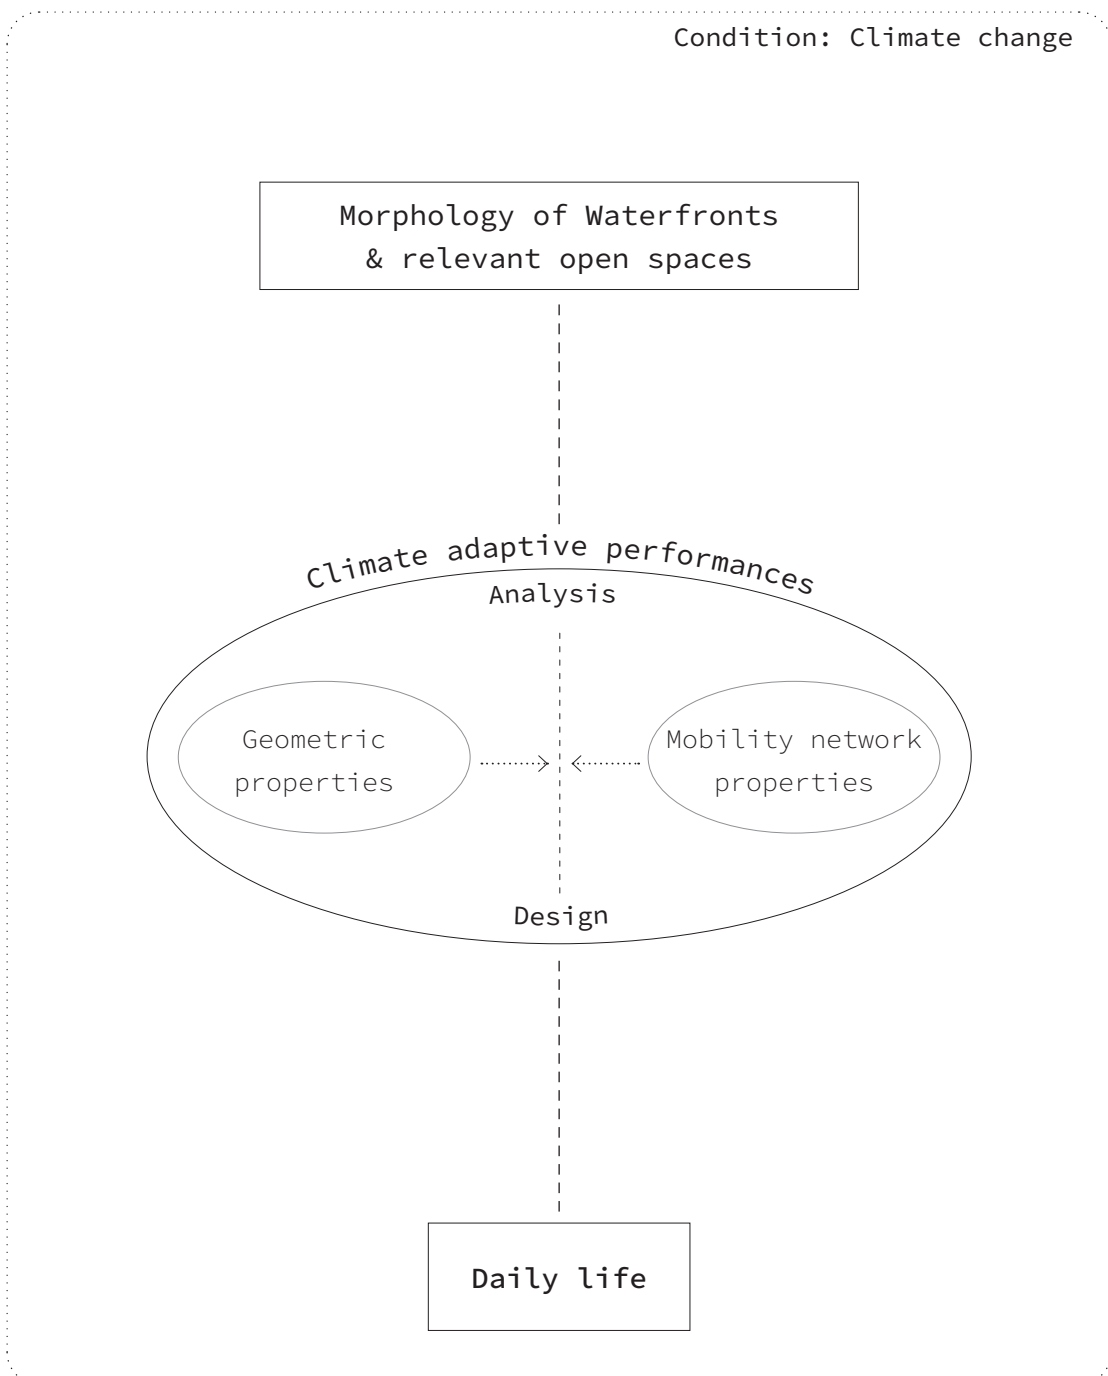 Condition: Climate change
Morphology of Waterfronts
& relevant open spaces
Climate adaptive performances
Analysis
Geometric
properties
Mobility network
properties
Design
Daily life